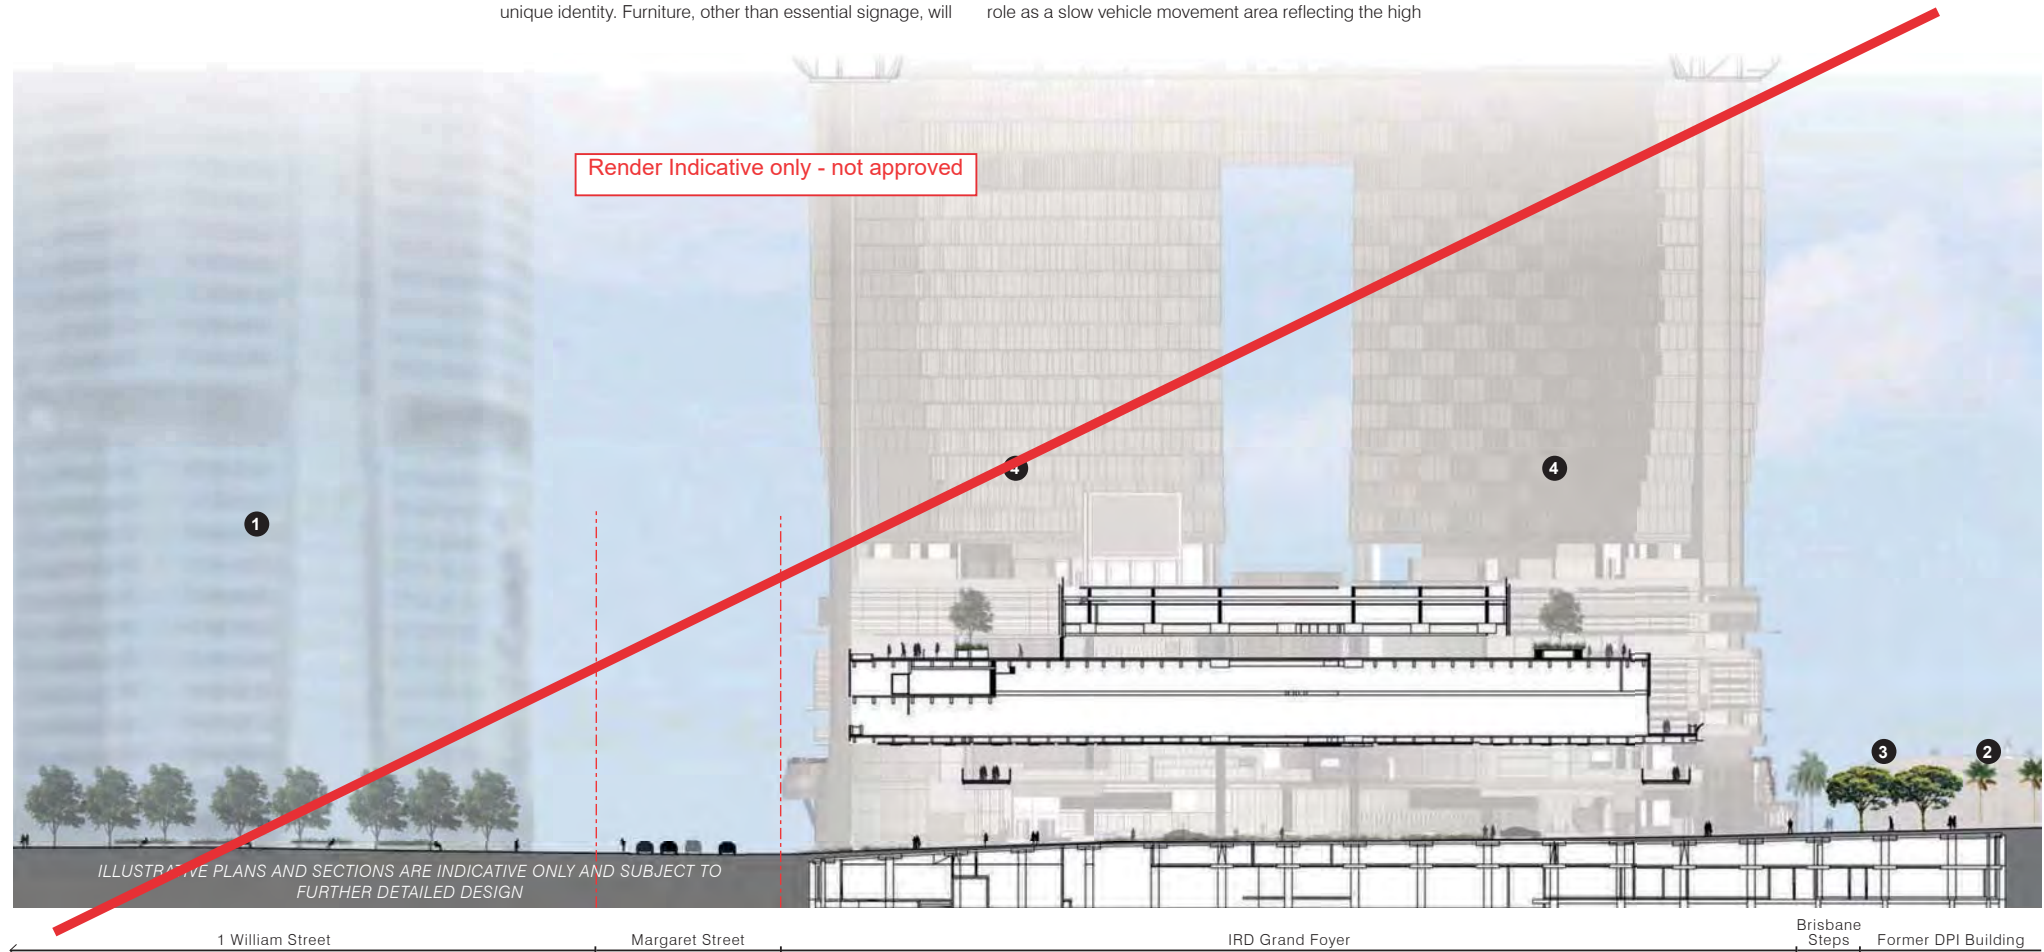 unique identity. Furniture, other than essential signage, will
role as a slow vehicle movement area reflecting the high
Render Indicative only - not approved
4
4
1
3
2
ILLUSTRATIVE PLANS AND SECTIONS ARE INDICATIVE ONLY AND SUBJECT TO
FURTHER DETAILED DESIGN
1 William Street
Margaret Street
IRD Grand Foyer
Brisbane
Steps
Former DPI Building